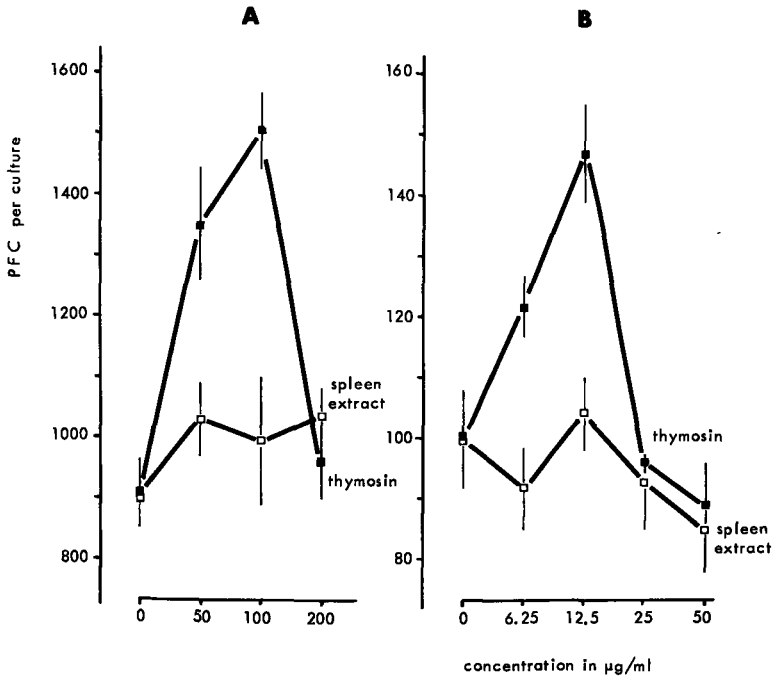 A
B
1600
1400
1200
1000
800
PFC per culture
spleen
extract
thymosin
0 50 100 200
160
140
120
100
80
thymosin
spleen
extract
0 6.25 12,5 25 50
concentration in µg/ml